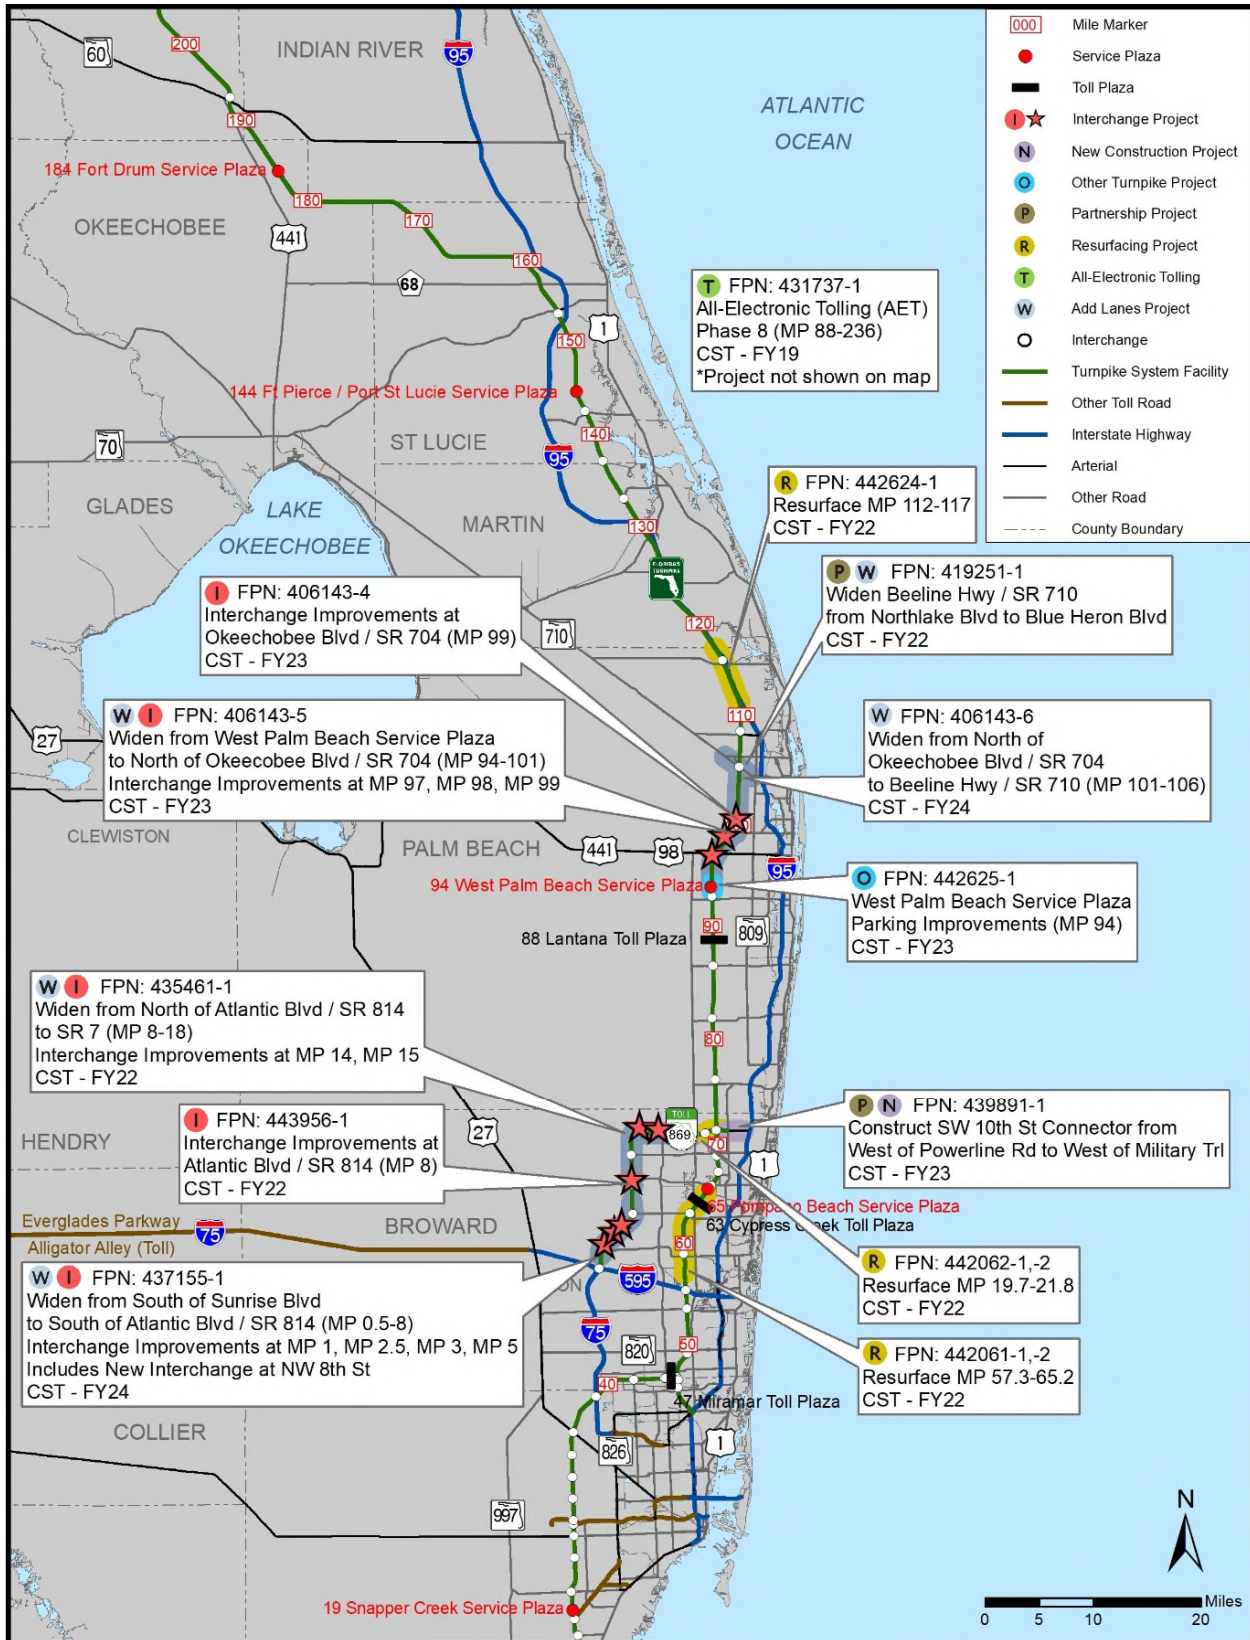 200
60
INDIAN RIVER
95
190
184 Fort Drum Service Plaza
180
OKEECHOBEE
441
170
160
68
1
150
144 Ft Pierce / Port St Lucie Service Plaza
ATLANTIC
OCEAN
000 Mile Marker
Service Plaza
Toll Plaza
I Interchange Project
N New Construction Project
O Other Turnpike Project
P Partnership Project
R Resurfacing Project
T All-Electronic Tolling
W Add Lanes Project
Interchange
Turnpike System Facility
Other Toll Road
Interstate Highway
Arterial
Other Road
County Boundary
T FPN: 431737-1
All-Electronic Tolling (AET)
Phase 8 (MP 88-236)
CST - FY19
*Project not shown on map
70
ST LUCIE
140
95
GLADES
LAKE
OKEECHOBEE
MARTIN
130
FLORIDA'S
TURNPIKE
R FPN: 442624-1
Resurface MP 112-117
CST - FY22
I FPN: 406143-4
Interchange Improvements at
Okeechobee Blvd / SR 704 (MP 99)
CST - FY23
710
120
P W FPN: 419251-1
Widen Beeline Hwy / SR 710
from Northlake Blvd to Blue Heron Blvd
CST - FY22
110
W I FPN: 406143-5
Widen from West Palm Beach Service Plaza
to North of Okeecobee Blvd / SR 704 (MP 94-101)
Interchange Improvements at MP 97, MP 98, MP 99
CST - FY23
W FPN: 406143-6
Widen from North of
Okeechobee Blvd / SR 704
to Beeline Hwy / SR 710 (MP 101-106)
CST - FY24
27
CLEWISTON
PALM BEACH
441
98
95
94 West Palm Beach Service Plaza
O FPN: 442625-1
West Palm Beach Service Plaza
Parking Improvements (MP 94)
CST - FY23
90
88 Lantana Toll Plaza
809
80
W I FPN: 435461-1
Widen from North of Atlantic Blvd / SR 814
to SR 7 (MP 8-18)
Interchange Improvements at MP 14, MP 15
CST - FY22
HENDRY
27
TOLL
869
70
1
P N FPN: 439891-1
Construct SW 10th St Connector from
West of Powerline Rd to West of Military Trl
CST - FY23
I FPN: 443956-1
Interchange Improvements at
Atlantic Blvd / SR 814 (MP 8)
CST - FY22
65 Pompano Beach Service Plaza
63 Cypress Creek Toll Plaza
Everglades Parkway
75
Alligator Alley (Toll)
BROWARD
60
595
R FPN: 442062-1,-2
Resurface MP 19.7-21.8
CST - FY22
W I FPN: 437155-1
Widen from South of Sunrise Blvd
to South of Atlantic Blvd / SR 814 (MP 0.5-8)
Interchange Improvements at MP 1, MP 2.5, MP 3, MP 5
Includes New Interchange at NW 8th St
CST - FY24
75
820
50
40
R FPN: 442061-1,-2
Resurface MP 57.3-65.2
CST - FY22
47 Miramar Toll Plaza
COLLIER
826
1
997
19 Snapper Creek Service Plaza
N
Miles
0 5 10 20